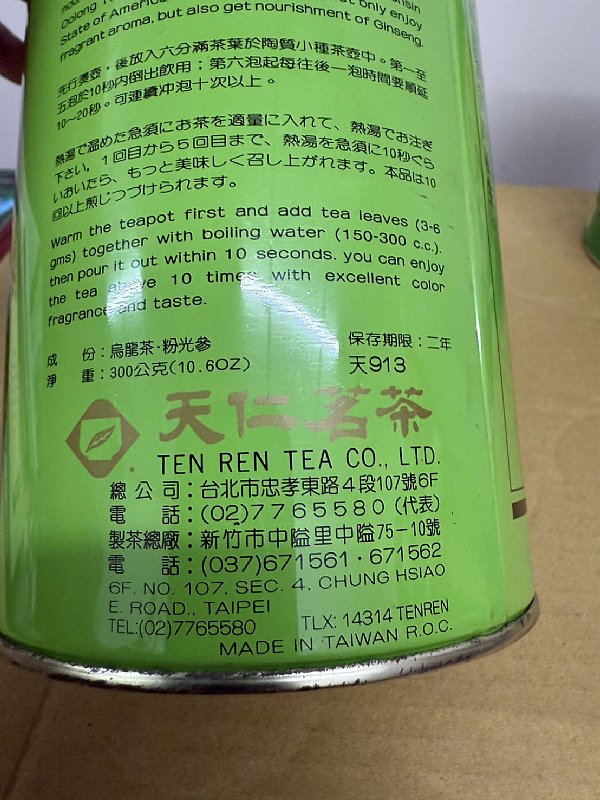 Oolong
State of America only enjoy
fragrant aroma, but also get nourishment of Ginseng.
先行燙壺，後放入六分滿茶葉於陶質小種茶壺中。第一至
五泡於10秒內倒出飲用；第六泡起每往後一泡時間要順延
10～20秒。可連續冲泡十次以上。
熱湯で温めた急須にお茶を適量に入れて、熱湯でお注ぎ
下さい。1回目から5回目まで、熱湯を急須に10秒ぐら
いおいたら、もっと美味しく召し上がれます。本品は10
回以上煎じつづけられます。
Warm the teapot first and add tea leaves (3-6
gms) together with boiling water (150-300 c.c.).
then pour it out within 10 seconds. you can enjoy
the tea above 10 times with excellent color
fragrance and taste.
成　份：烏龍茶·粉光參　保存期限：二年
淨　重：300公克(10.6OZ)　天913
天仁茗茶
TEN REN TEA CO., LTD.
總公司：台北市忠孝東路4段107號6F
電　話：(02)7765580 (代表)
製茶總廠：新竹市中隘里中隘75-10號
電　話：(037)671561·671562
6F. NO. 107, SEC. 4, CHUNG HSIAO
E. ROAD., TAIPEI
TEL:(02)7765580　TLX: 14314 TENREN
MADE IN TAIWAN R.O.C.